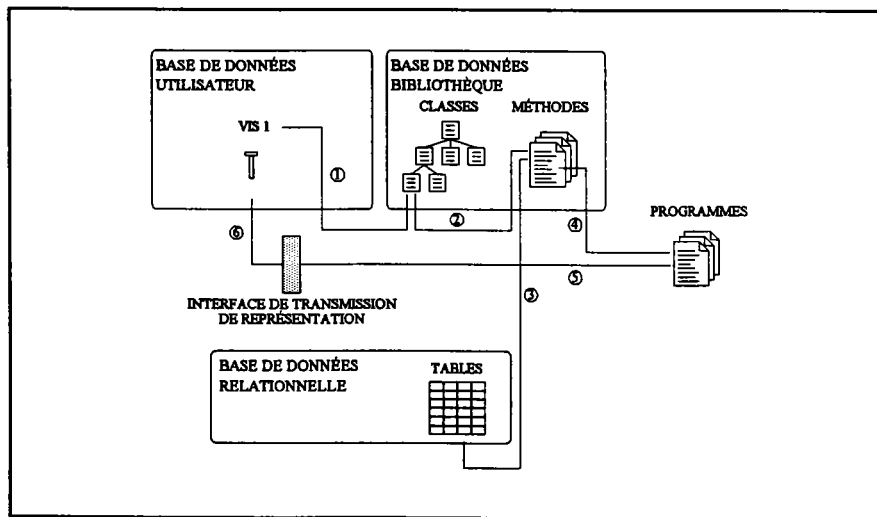 BASE DE DONNÉES
UTILISATEUR
VIS 1
①
⑥
BASE DE DONNÉES
BIBLIOTHÈQUE
CLASSES
MÉTHODES
②
④
PROGRAMMES
③
⑤
INTERFACE DE TRANSMISSION
DE REPRÉSENTATION
BASE DE DONNÉES
RELATIONNELLE
TABLES